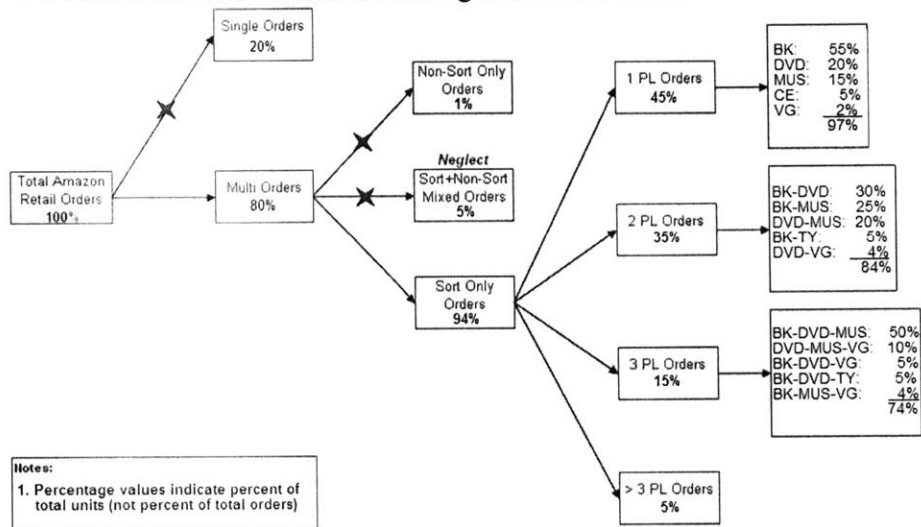 Single Orders
20%
Total Amazon
Retail Orders
100%
Multi Orders
80%
Non-Sort Only
Orders
1%
Neglect
Sort+Non-Sort
Mixed Orders
5%
Sort Only
Orders
94%
1 PL Orders
45%
2 PL Orders
35%
3 PL Orders
15%
> 3 PL Orders
5%
BK: 55%
DVD: 20%
MUS: 15%
CE: 5%
VG: 2%
97%
BK-DVD: 30%
BK-MUS: 25%
DVD-MUS: 20%
BK-TY: 5%
DVD-VG: 4%
84%
BK-DVD-MUS: 50%
DVD-MUS-VG: 10%
BK-DVD-VG: 5%
BK-DVD-TY: 5%
BK-MUS-VG: 4%
74%
Notes:
1. Percentage values indicate percent of
total units (not percent of total orders)